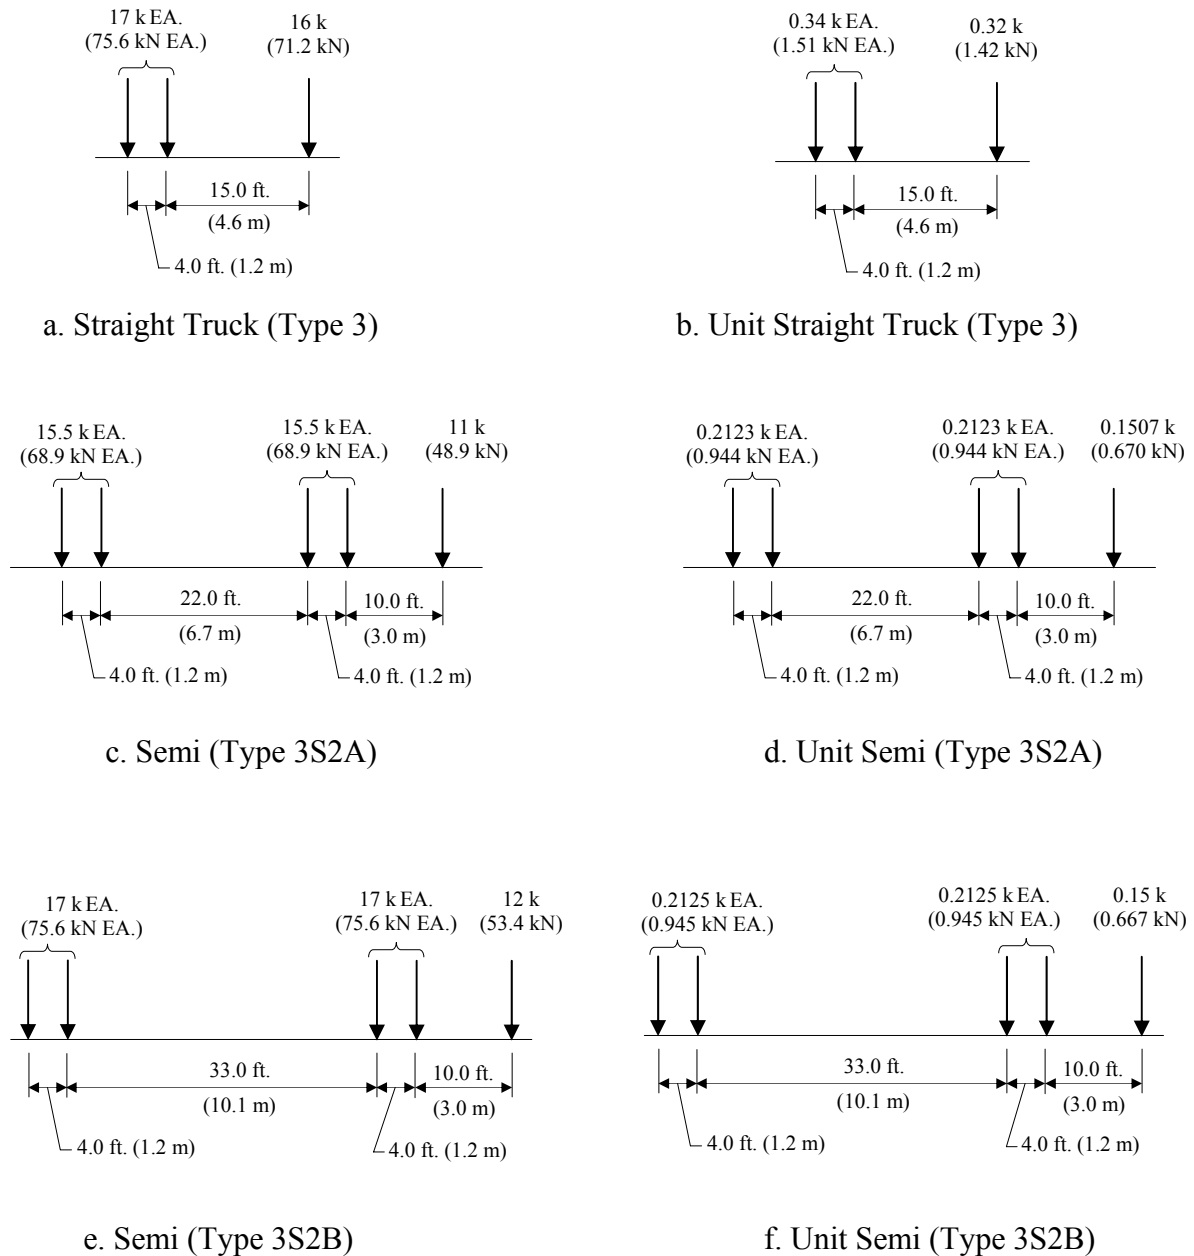 17 k EA.
(75.6 kN EA.)
16 k
(71.2 kN)
15.0 ft.
(4.6 m)
4.0 ft. (1.2 m)
a. Straight Truck (Type 3)
0.34 k EA.
(1.51 kN EA.)
0.32 k
(1.42 kN)
15.0 ft.
(4.6 m)
4.0 ft. (1.2 m)
b. Unit Straight Truck (Type 3)
15.5 k EA.
(68.9 kN EA.)
15.5 k EA.
(68.9 kN EA.)
11 k
(48.9 kN)
22.0 ft.
(6.7 m)
10.0 ft.
(3.0 m)
4.0 ft. (1.2 m)
4.0 ft. (1.2 m)
c. Semi (Type 3S2A)
0.2123 k EA.
(0.944 kN EA.)
0.2123 k EA.
(0.944 kN EA.)
0.1507 k
(0.670 kN)
22.0 ft.
(6.7 m)
10.0 ft.
(3.0 m)
4.0 ft. (1.2 m)
4.0 ft. (1.2 m)
d. Unit Semi (Type 3S2A)
17 k EA.
(75.6 kN EA.)
17 k EA.
(75.6 kN EA.)
12 k
(53.4 kN)
33.0 ft.
(10.1 m)
10.0 ft.
(3.0 m)
4.0 ft. (1.2 m)
4.0 ft. (1.2 m)
e. Semi (Type 3S2B)
0.2125 k EA.
(0.945 kN EA.)
0.2125 k EA.
(0.945 kN EA.)
0.15 k
(0.667 kN)
33.0 ft.
(10.1 m)
10.0 ft.
(3.0 m)
4.0 ft. (1.2 m)
4.0 ft. (1.2 m)
f. Unit Semi (Type 3S2B)